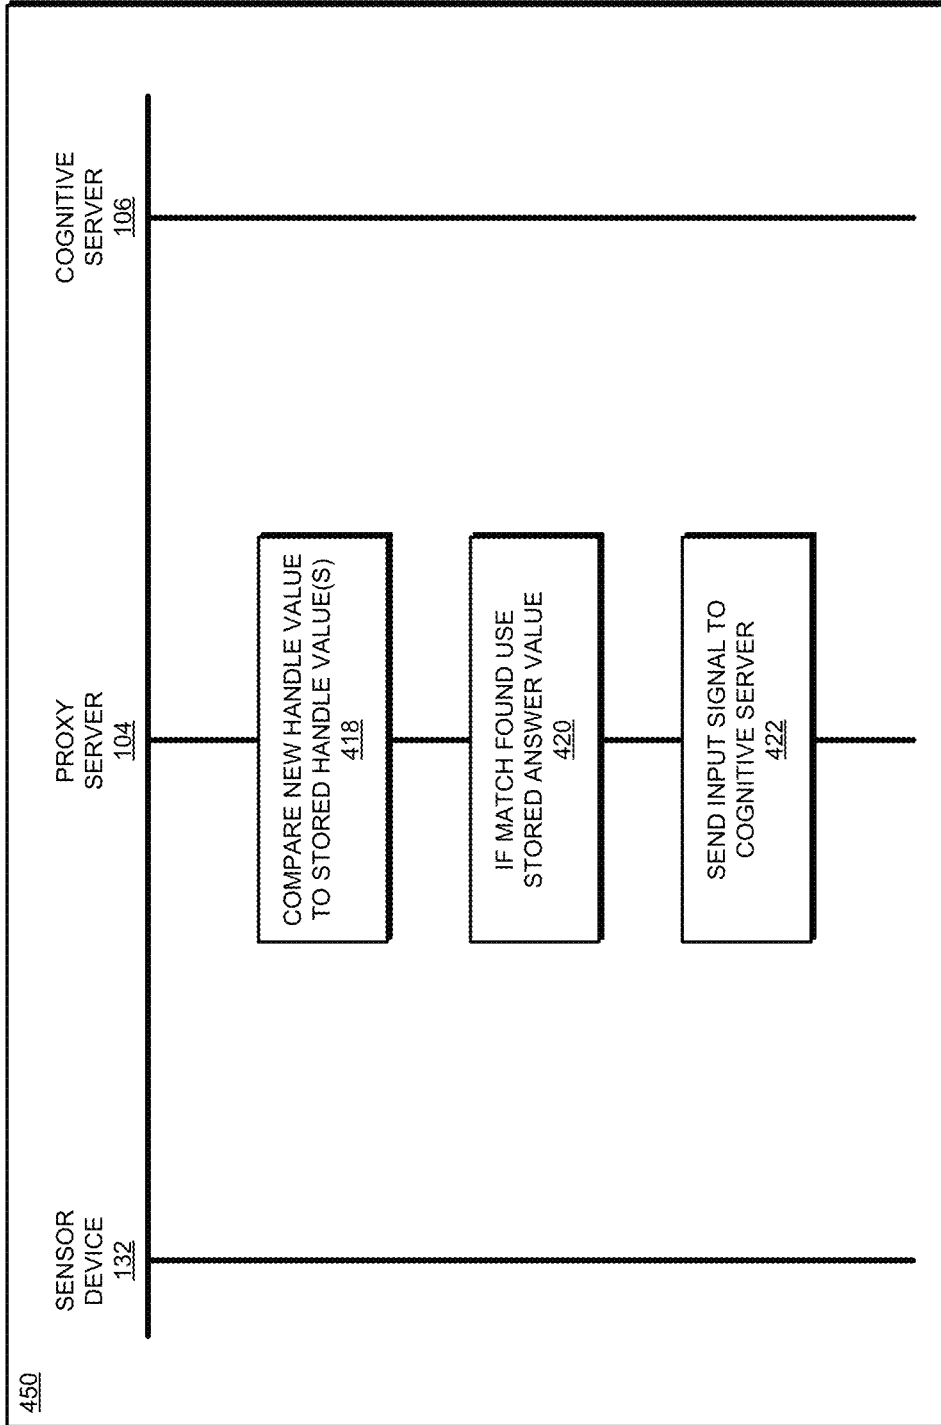 450
SENSOR
DEVICE
132
PROXY
SERVER
104
COGNITIVE
SERVER
106
COMPARE NEW HANDLE VALUE
TO STORED HANDLE VALUE(S)
418
IF MATCH FOUND USE
STORED ANSWER VALUE
420
SEND INPUT SIGNAL TO
COGNITIVE SERVER
422